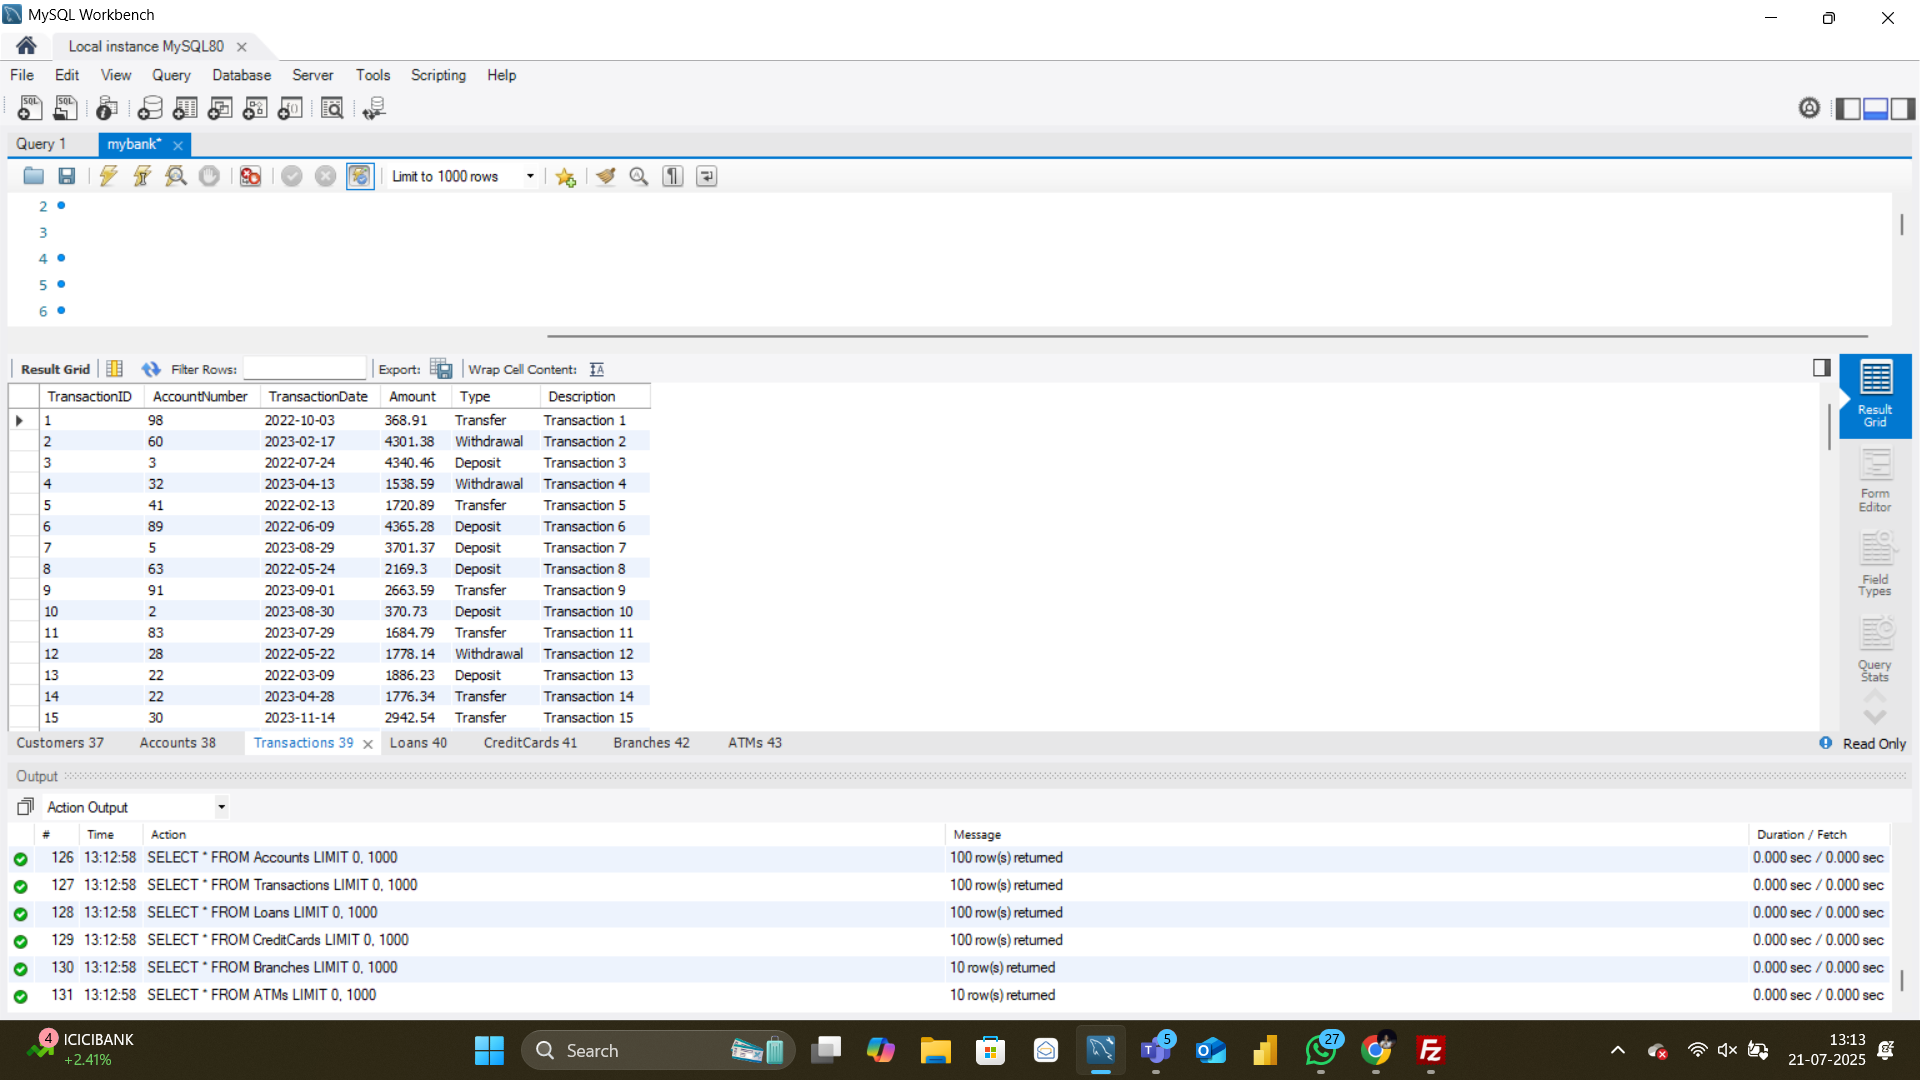 MySQL Workbench
Local instance MySQL80
File Edit View Query Database Server Tools Scripting Help
Query 1 mybank*
Limit to 1000 rows
2
3
4
5
6
Result Grid Filter Rows: Export: Wrap Cell Content:
TransactionID AccountNumber TransactionDate Amount Type Description
1 98 2022-10-03 368.91 Transfer Transaction 1
2 60 2023-02-17 4301.38 Withdrawal Transaction 2
3 3 2022-07-24 4340.46 Deposit Transaction 3
4 32 2023-04-13 1538.59 Withdrawal Transaction 4
5 41 2022-02-13 1720.89 Transfer Transaction 5
6 89 2022-06-09 4365.28 Deposit Transaction 6
7 5 2023-08-29 3701.37 Deposit Transaction 7
8 63 2022-05-24 2169.3 Deposit Transaction 8
9 91 2023-09-01 2663.59 Transfer Transaction 9
10 2 2023-08-30 370.73 Deposit Transaction 10
11 83 2023-07-29 1684.79 Transfer Transaction 11
12 28 2022-05-22 1778.14 Withdrawal Transaction 12
13 22 2022-03-09 1886.23 Deposit Transaction 13
14 22 2023-04-28 1776.34 Transfer Transaction 14
15 30 2023-11-14 2942.54 Transfer Transaction 15
Result
Grid
Form
Editor
Field
Types
Query
Stats
Customers 37 Accounts 38 Transactions 39 Loans 40 CreditCards 41 Branches 42 ATMs 43 Read Only
Output
Action Output
# Time Action Message Duration / Fetch
126 13:12:58 SELECT * FROM Accounts LIMIT 0, 1000 100 row(s) returned 0.000 sec / 0.000 sec
127 13:12:58 SELECT * FROM Transactions LIMIT 0, 1000 100 row(s) returned 0.000 sec / 0.000 sec
128 13:12:58 SELECT * FROM Loans LIMIT 0, 1000 100 row(s) returned 0.000 sec / 0.000 sec
129 13:12:58 SELECT * FROM CreditCards LIMIT 0, 1000 100 row(s) returned 0.000 sec / 0.000 sec
130 13:12:58 SELECT * FROM Branches LIMIT 0, 1000 10 row(s) returned 0.000 sec / 0.000 sec
131 13:12:58 SELECT * FROM ATMs LIMIT 0, 1000 10 row(s) returned 0.000 sec / 0.000 sec
4 ICICIBANK
+2.41%
Search
5
27
13:13
21-07-2025